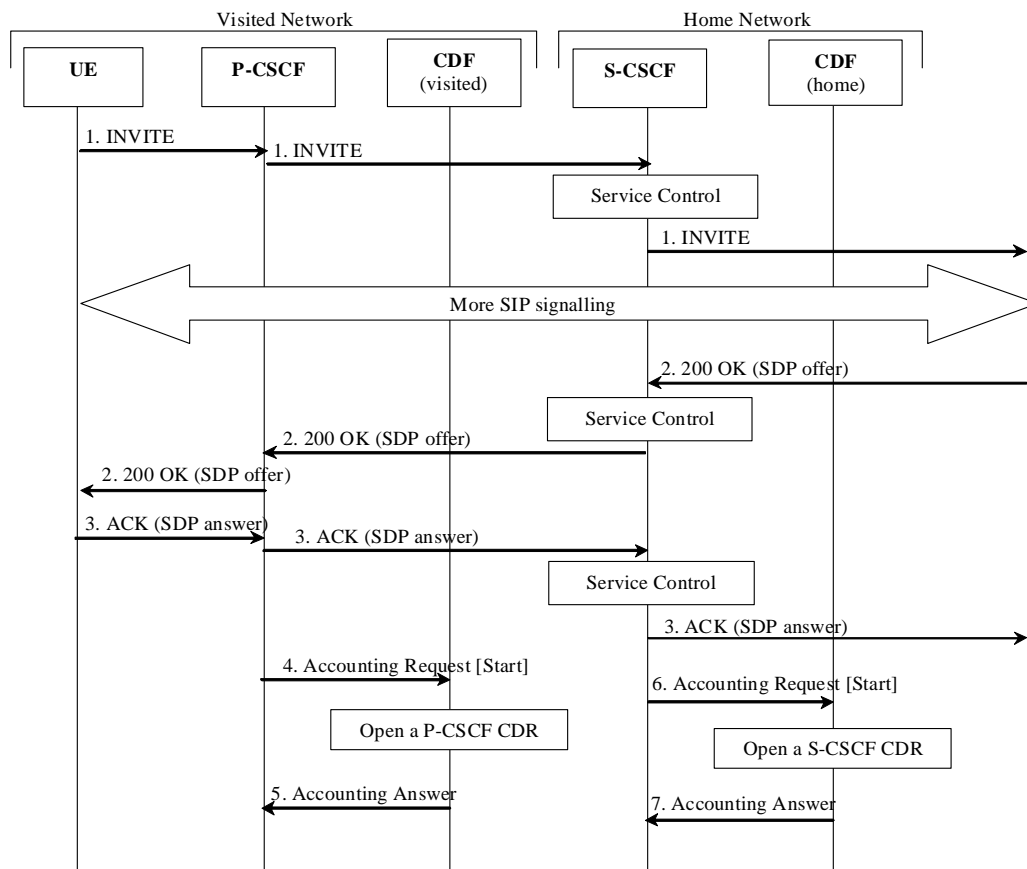 Visited Network
Home Network
UE
P-CSCF
CDF
(visited)
S-CSCF
CDF
(home)
1. INVITE
1. INVITE
Service Control
1. INVITE
More SIP signalling
2. 200 OK (SDP offer)
Service Control
2. 200 OK (SDP offer)
2. 200 OK (SDP offer)
3. ACK (SDP answer)
3. ACK (SDP answer)
Service Control
3. ACK (SDP answer)
4. Accounting Request [Start]
6. Accounting Request [Start]
Open a P-CSCF CDR
Open a S-CSCF CDR
5. Accounting Answer
7. Accounting Answer